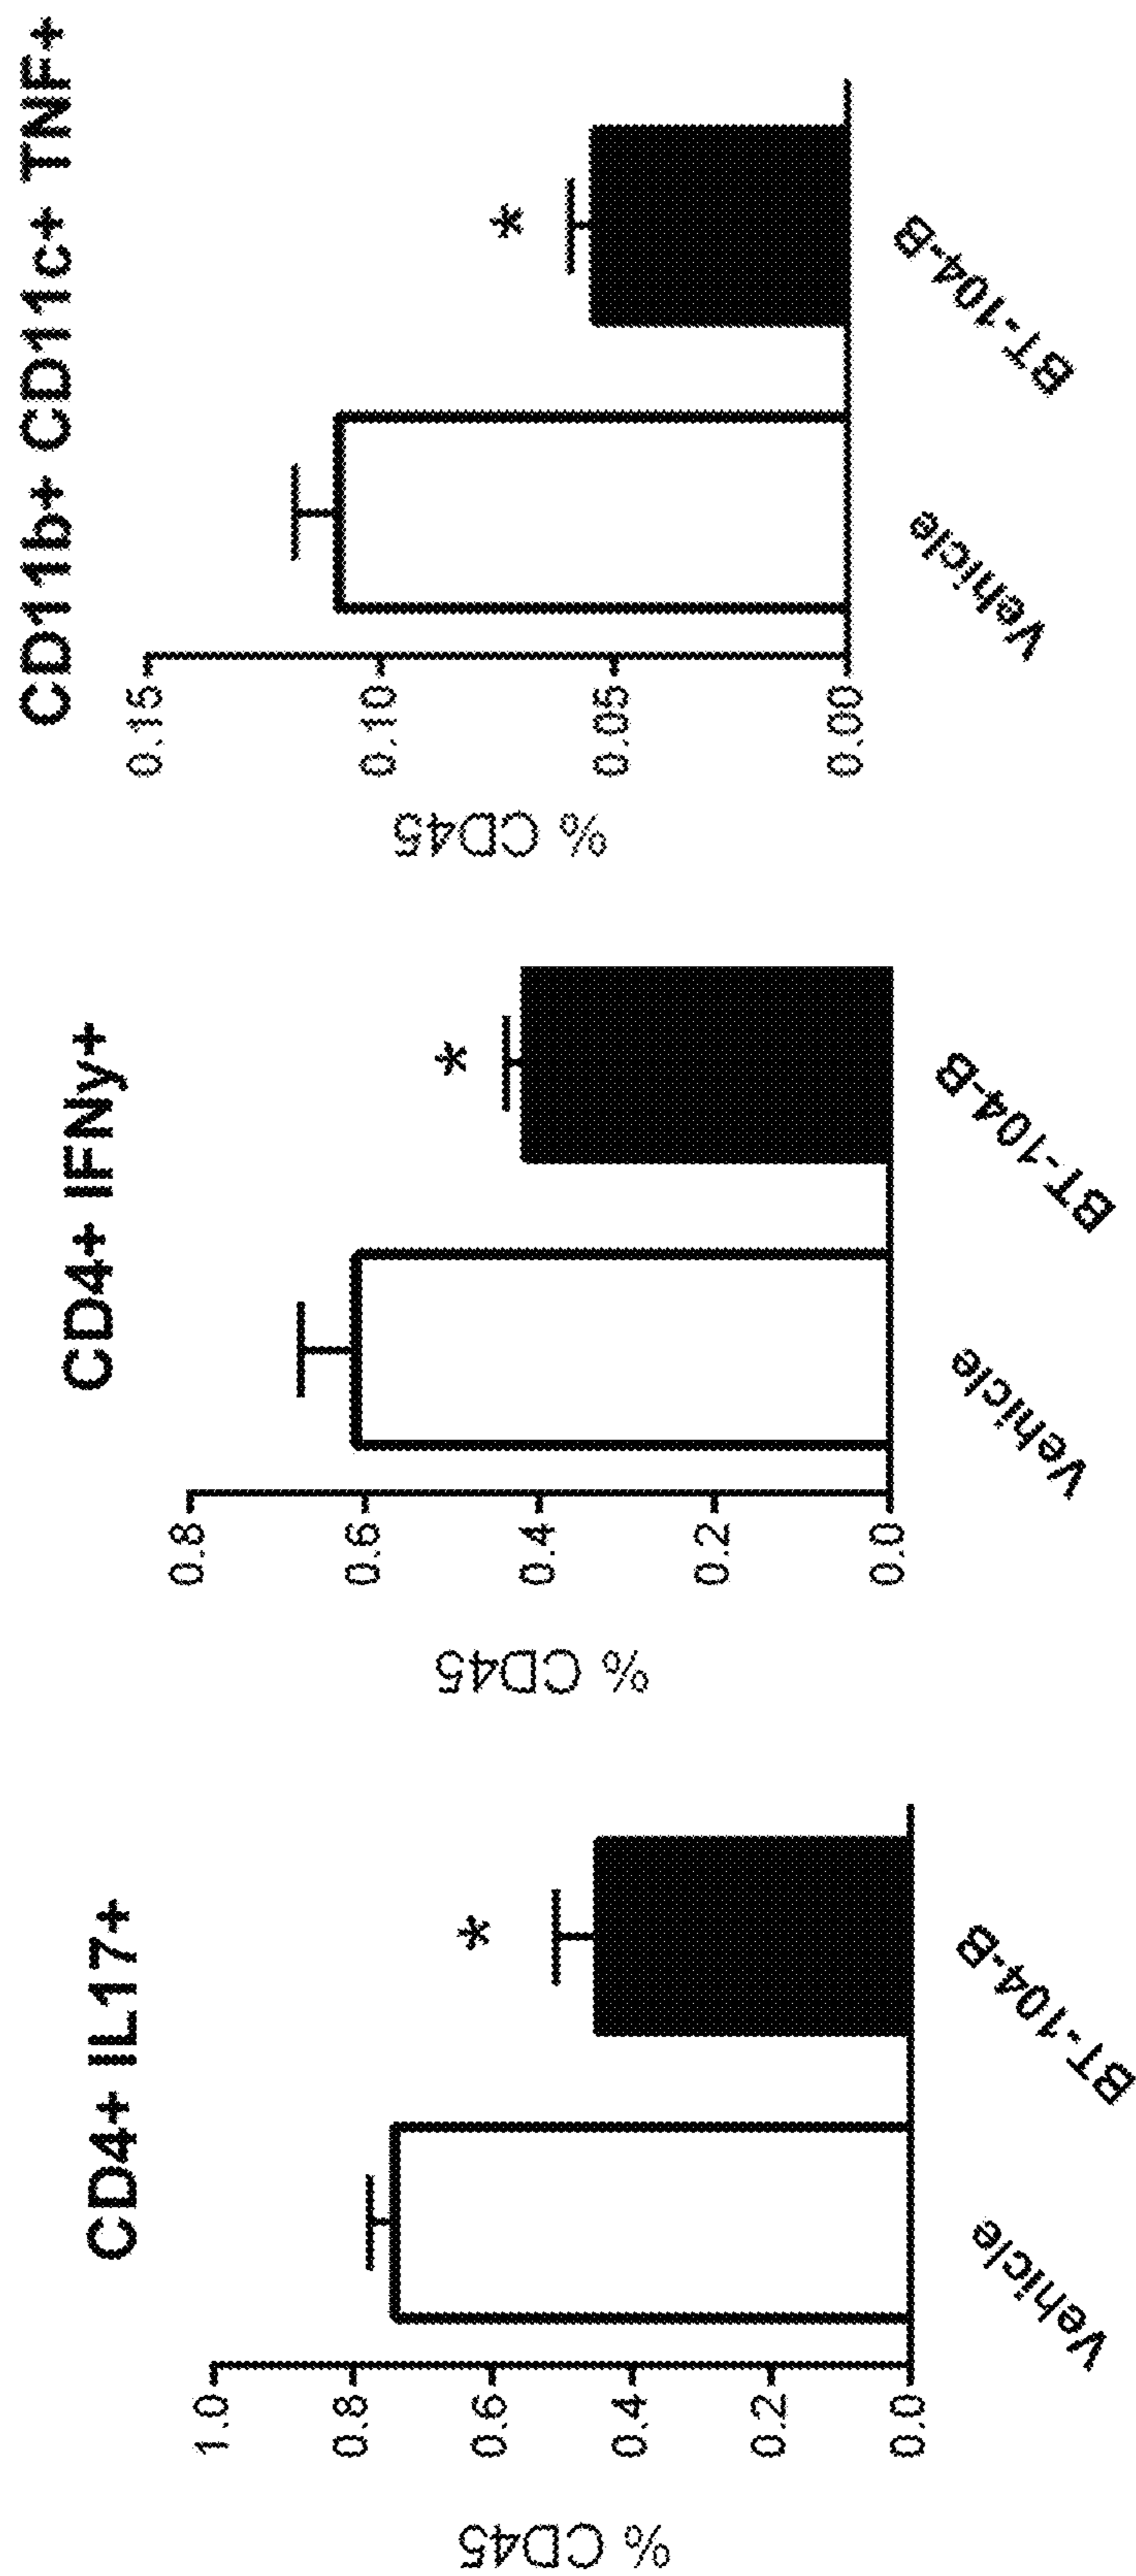 CD4+ IL17+
% CD45
1.0
0.8
0.6
0.4
0.2
0.0
*
Vehicle
BT-104-B
CD4+ IFNy+
% CD45
0.8
0.6
0.4
0.2
0.0
*
Vehicle
BT-104-B
CD11b+ CD11c+ TNF+
% CD45
0.15
0.10
0.05
0.00
*
Vehicle
BT-104-B